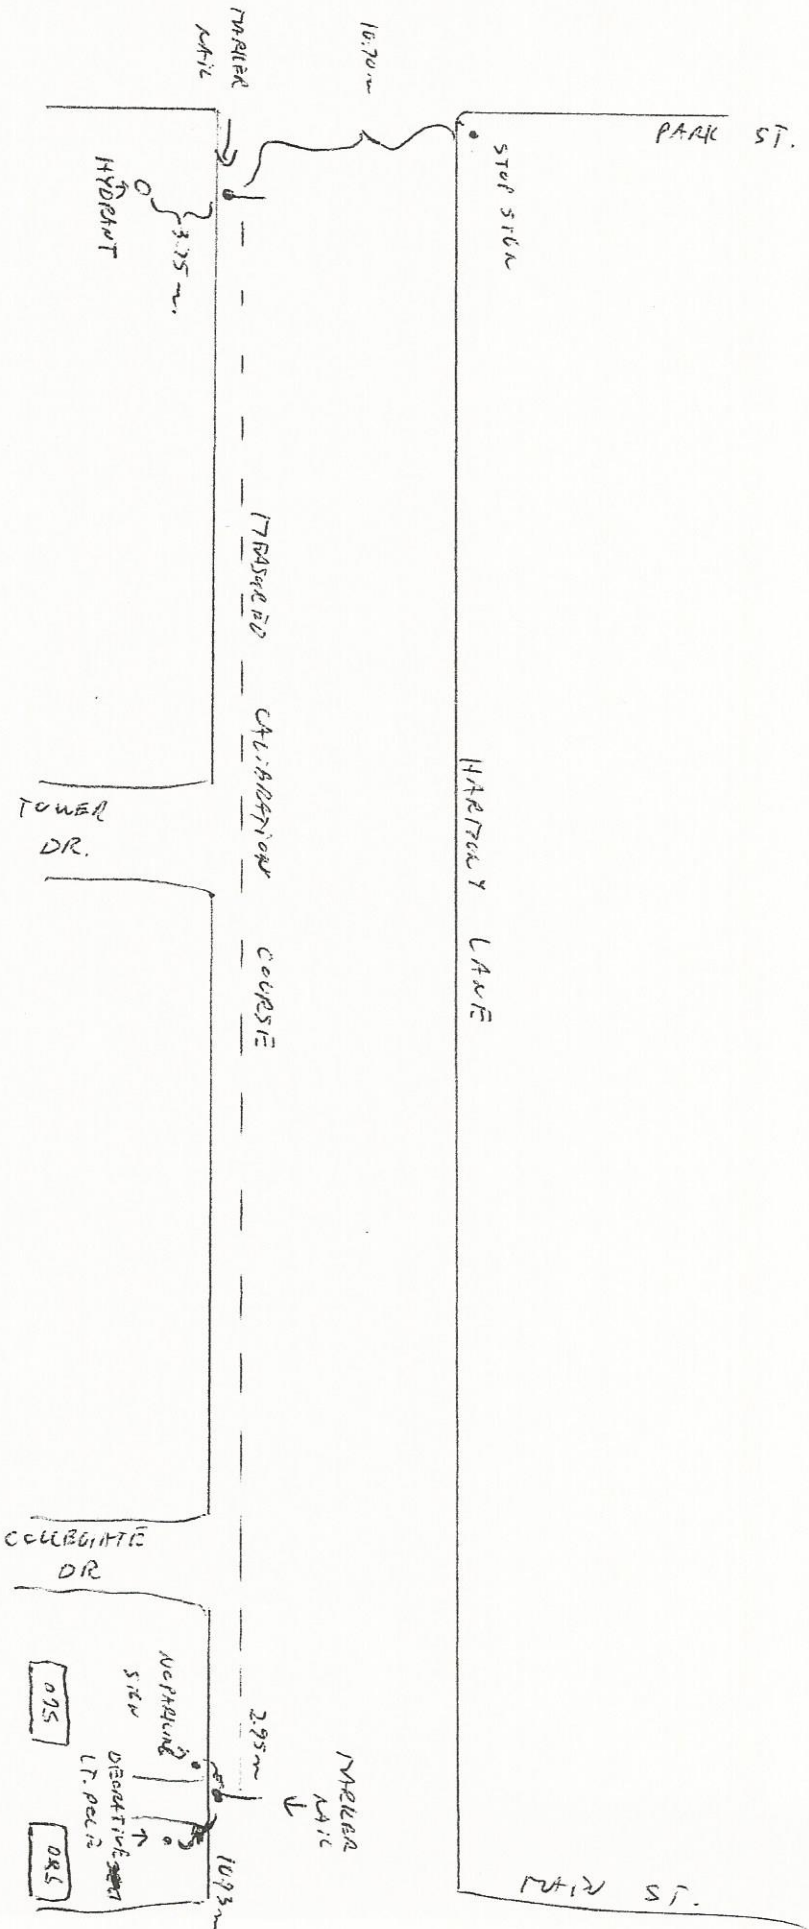 PARK ST.
STOP SIGN
10.70m
MARKER
NAIL
3.75m.
HYDRANT
MEASURED CALIBRATION COURSE
HARMONY LANE
TOWER
DR.
COLLEGIATE
DR
NO PARKING
SIGN
2.95m
MARKER
NAIL
DECORATIVE
LT. POLE
10.93m
MAIN ST.